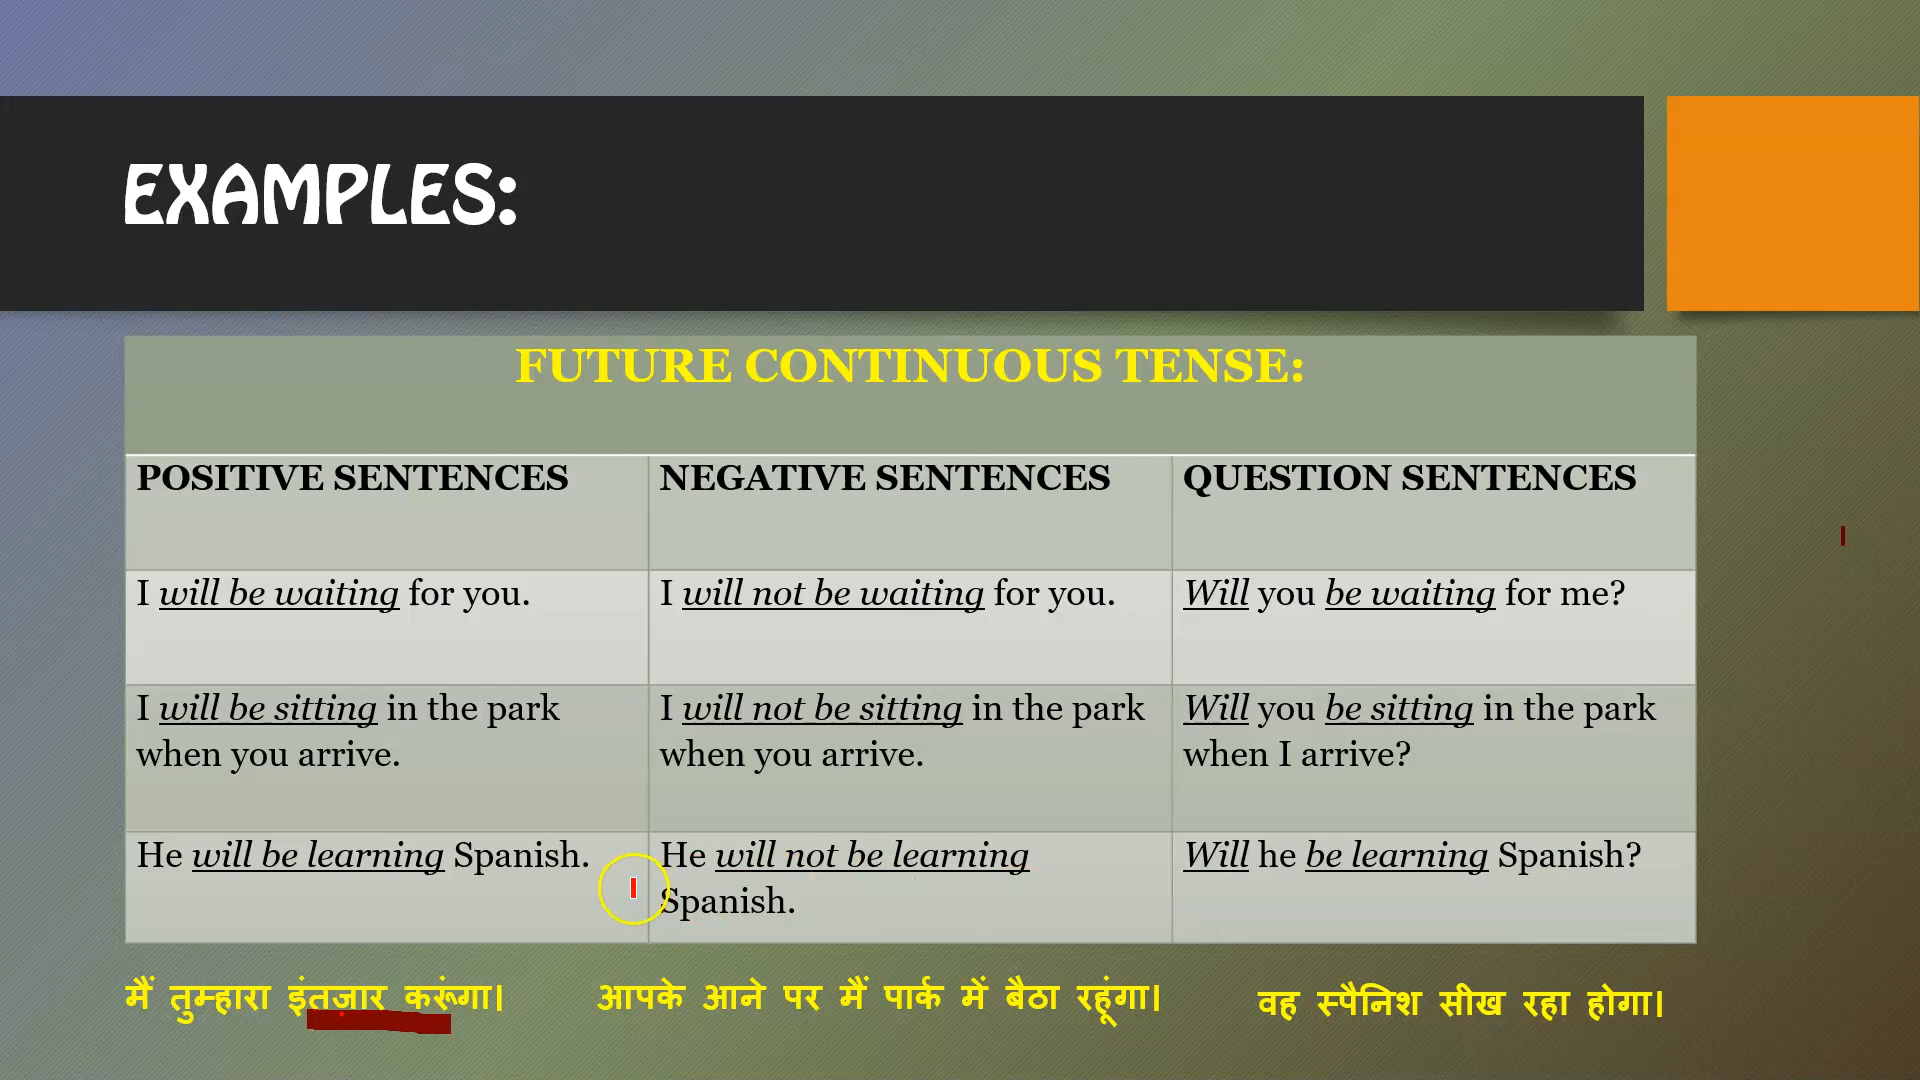 EXAMPLES:
FUTURE CONTINUOUS TENSE:
POSITIVE SENTENCES
NEGATIVE SENTENCES
QUESTION SENTENCES
I will be waiting for you.
I will not be waiting for you.
Will you be waiting for me?
I will be sitting in the park
when you arrive.
I will not be sitting in the park
when you arrive.
Will you be sitting in the park
when I arrive?
He will be learning Spanish.
He will not be learning
Spanish.
Will he be learning Spanish?
मैं तुम्हारा इंतज़ार करूंगा।
आपके आने पर मैं पार्क में बैठा रहूंगा।
वह स्पैनिश सीख रहा होगा।